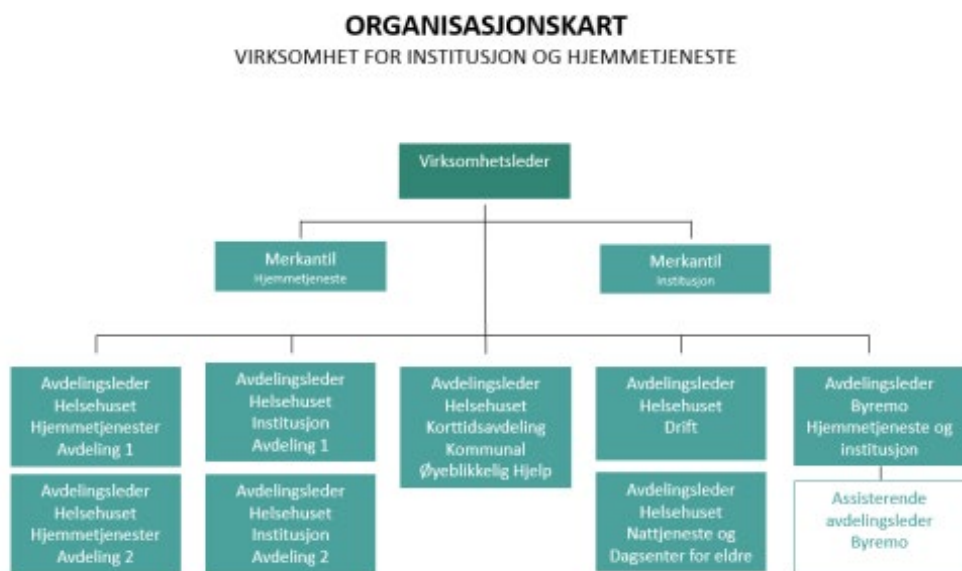 ORGANISASJONSKART
VIRKSOMHET FOR INSTITUSJON OG HJEMMETJENESTE
Virksomhetsleder
Merkantil
Hjemmetjeneste
Merkantil
Institusjon
Avdelingsleder
Helsehuset
Hjemmetjenester
Avdeling 1
Avdelingsleder
Helsehuset
Institusjon
Avdeling 1
Avdelingsleder
Helsehuset
Korttidsavdeling
Kommunal
Øyeblikkelig Hjelp
Avdelingsleder
Helsehuset
Drift
Avdelingsleder
Byremo
Hjemmetjeneste og
institusjon
Avdelingsleder
Helsehuset
Hjemmetjenester
Avdeling 2
Avdelingsleder
Helsehuset
Institusjon
Avdeling 2
Avdelingsleder
Helsehuset
Nattjeneste og
Dagsenter for eldre
Assisterende
avdelingsleder
Byremo